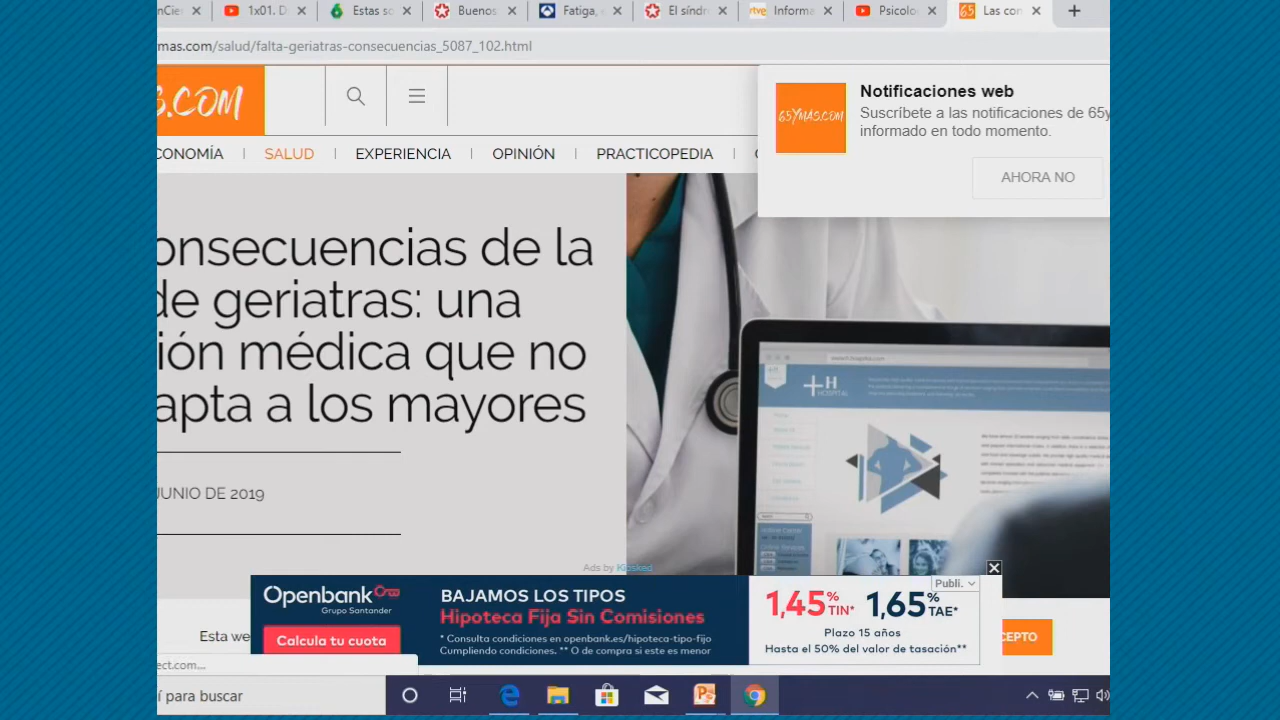 nCie
1x01. D
Estas so
Buenos
Fatiga,
El síndr
rtve
Informa
Psicolo
65
Las con
ymas.com/salud/falta-geriatras-consecuencias_5087_102.html
S.COM
65YMÁS.COM
Notificaciones web
Suscríbete a las notificaciones de 65y
informado en todo momento.
AHORA NO
CONOMÍA
SALUD
EXPERIENCIA
OPINIÓN
PRACTICOPEDIA
onsecuencias de la
de geriatras: una
ión médica que no
apta a los mayores
JUNIO DE 2019
H
HOSPITAL
Ads by Kiosked
Openbank
Grupo Santander
Calcula tu cuota
BAJAMOS LOS TIPOS
Hipoteca Fija Sin Comisiones
* Consulta condiciones en openbank.es/hipoteca-tipo-fijo
Cumpliendo condiciones. ** O de compra si este es menor
Publi.
1,45% TIN* 1,65% TAE*
Plazo 15 años
Hasta el 50% del valor de tasación**
Esta we
CEPTO
ect.com...
í para buscar